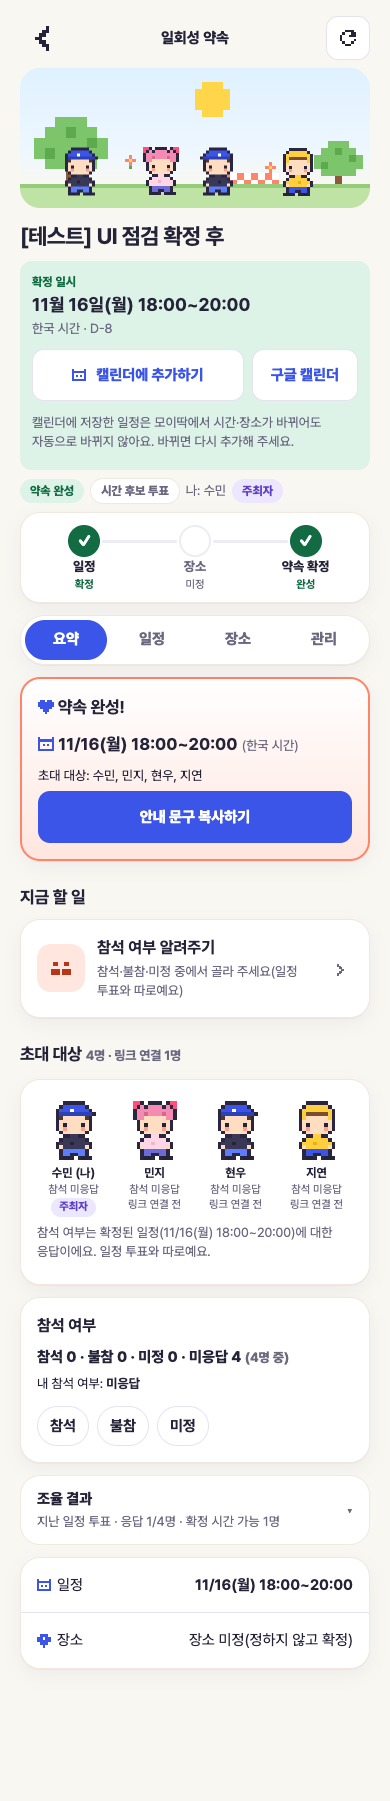 일회성 약속
[테스트] UI 점검 확정 후
확정 일시
11월 16일(월) 18:00~20:00
한국 시간 · D-8
캘린더에 추가하기
구글 캘린더
캘린더에 저장한 일정은 모이딱에서 시간·장소가 바뀌어도
자동으로 바뀌지 않아요. 바뀌면 다시 추가해 주세요.
약속 완성 시간 후보 투표 나: 수민 주최자
일정 장소 약속 확정
확정 미정 완성
요약 일정 장소 관리
약속 완성!
11/16(월) 18:00~20:00 (한국 시간)
초대 대상: 수민, 민지, 현우, 지연
안내 문구 복사하기
지금 할 일
참석 여부 알려주기
참석·불참·미정 중에서 골라 주세요(일정
투표와 따로예요)
초대 대상 4명 · 링크 연결 1명
수민 (나) 민지 현우 지연
참석 미응답 참석 미응답 참석 미응답 참석 미응답
주최자 링크 연결 전 링크 연결 전 링크 연결 전
참석 여부는 확정된 일정(11/16(월) 18:00~20:00)에 대한
응답이에요. 일정 투표와 따로예요.
참석 여부
참석 0 · 불참 0 · 미정 0 · 미응답 4 (4명 중)
내 참석 여부: 미응답
참석 불참 미정
조율 결과
지난 일정 투표 · 응답 1/4명 · 확정 시간 가능 1명
일정 11/16(월) 18:00~20:00
장소 장소 미정(정하지 않고 확정)